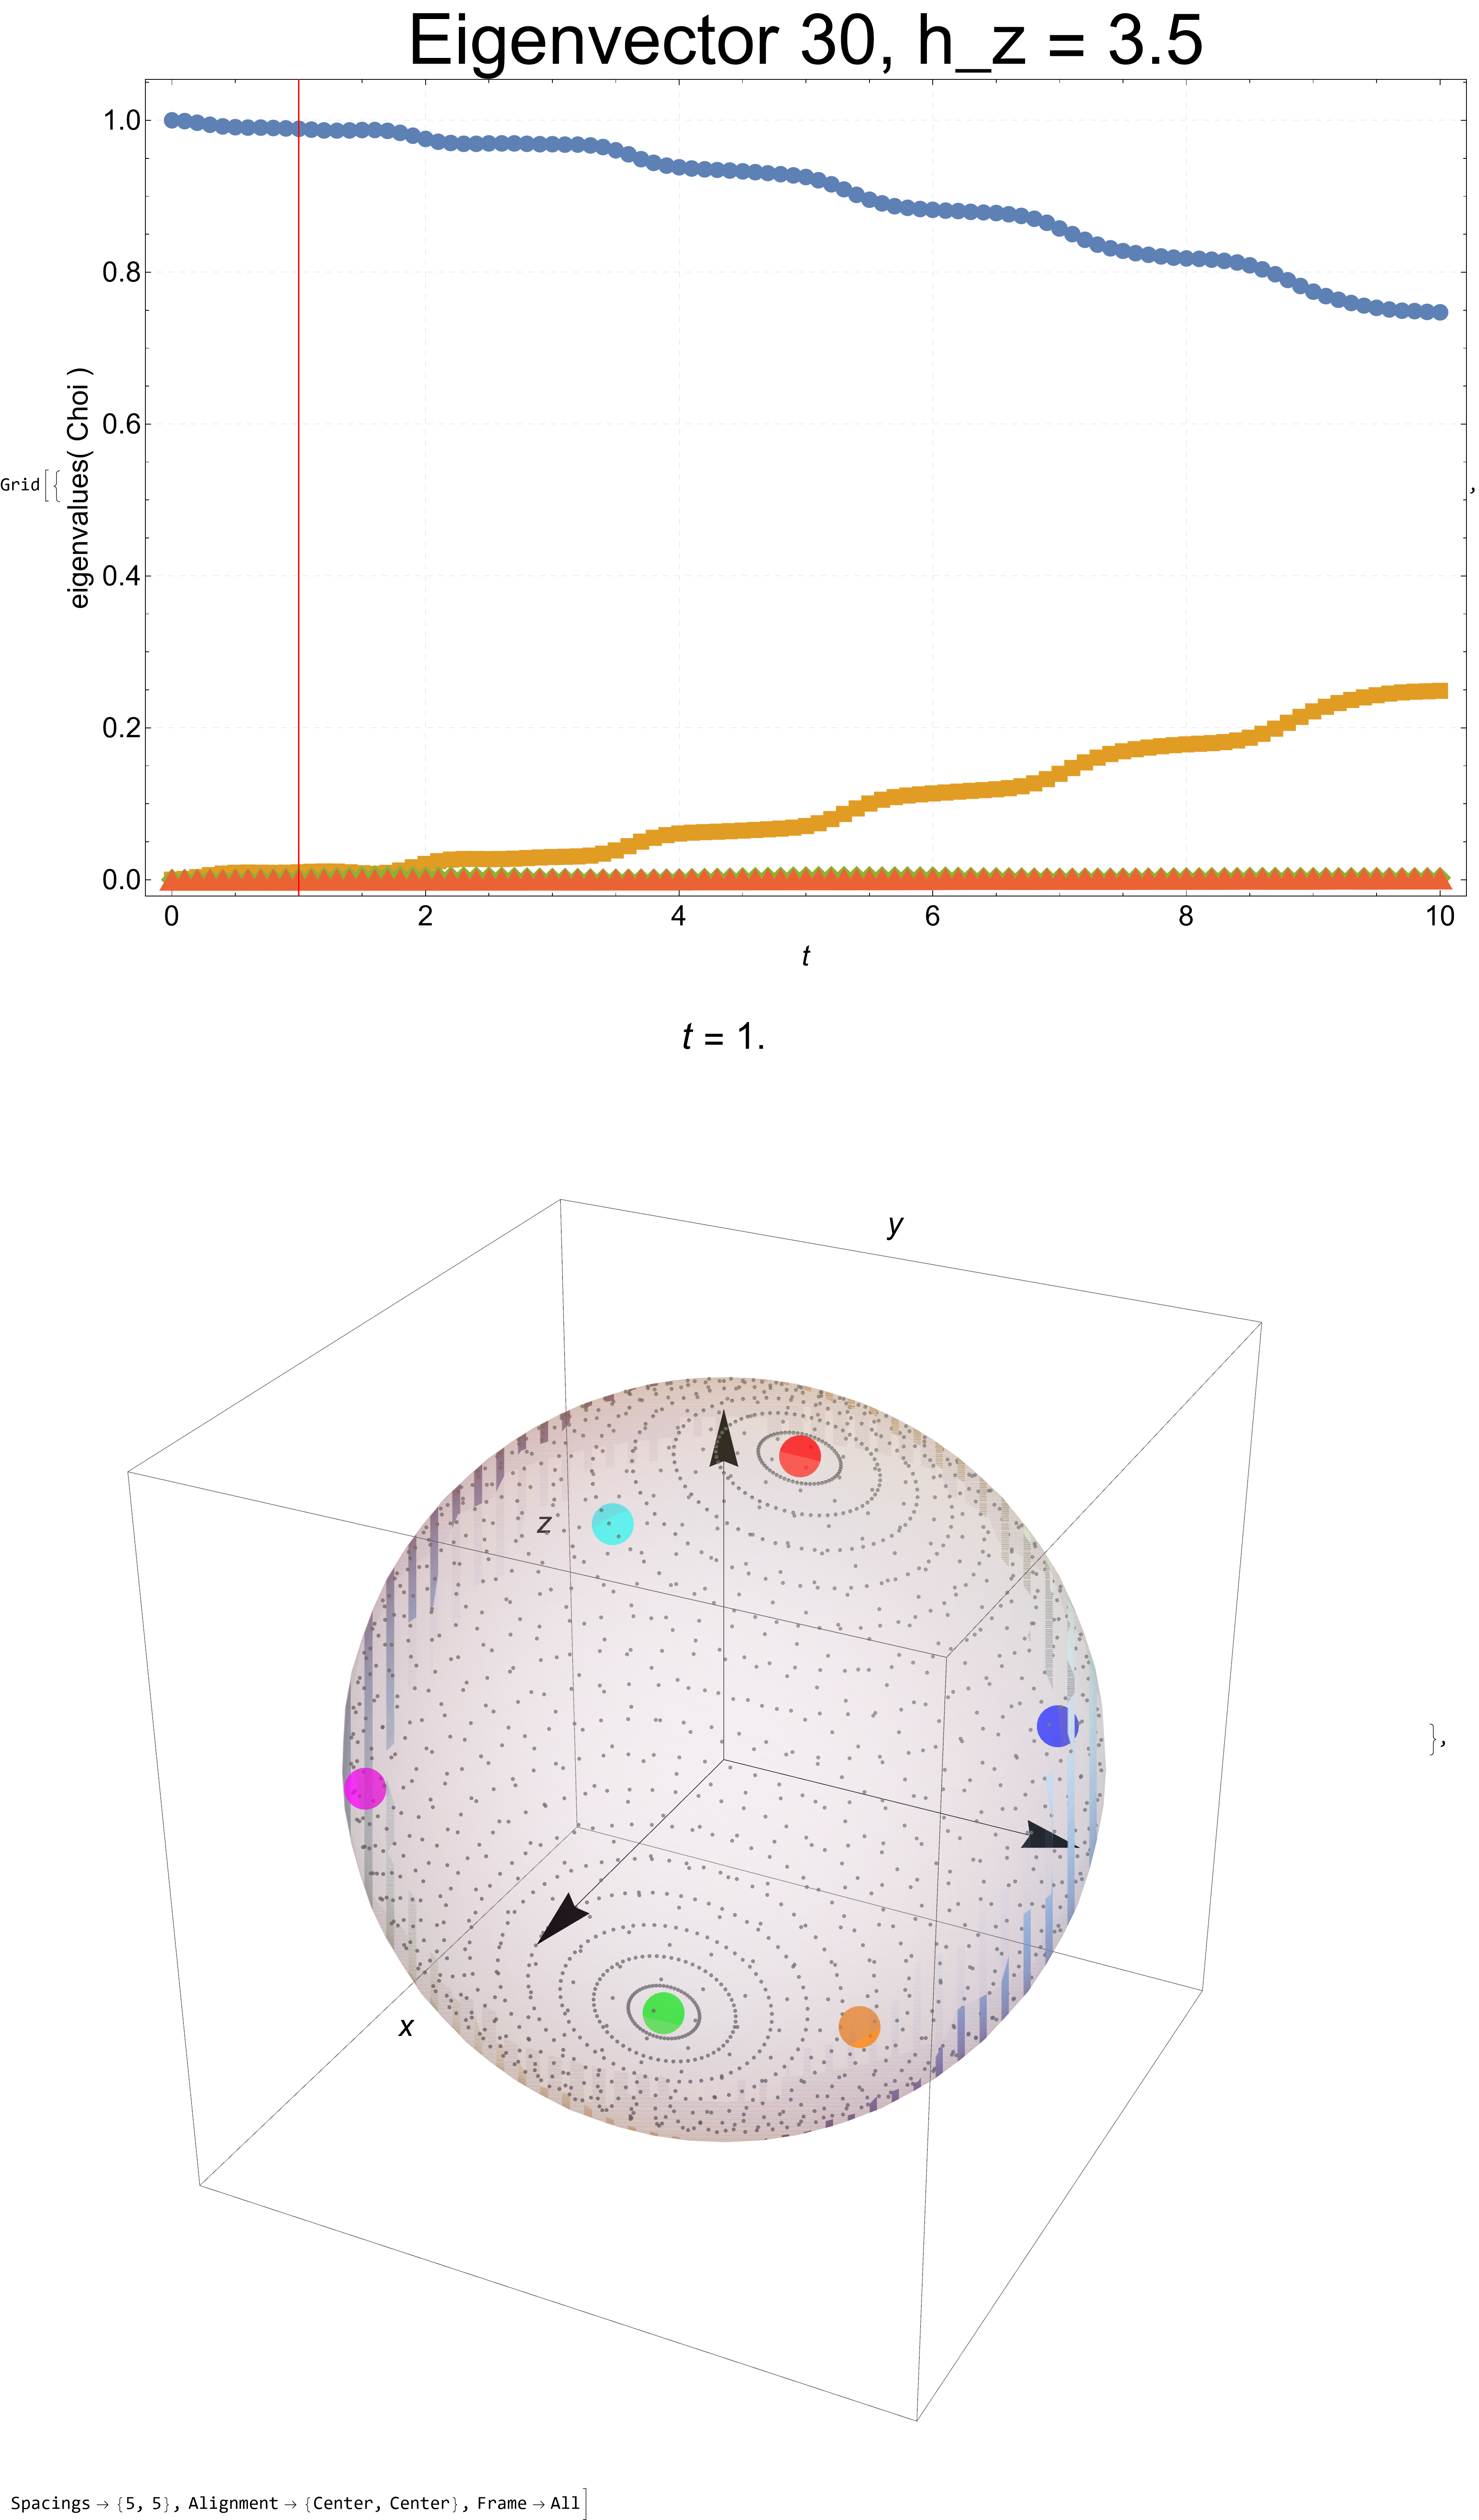 Eigenvector 30, h_z = 3.5
1.0
0.8
0.6
0.4
0.2
0.0
eigenvalues( Choi )
Grid[{
,
0 2 4 6 8 10
t
t = 1.
y
z
x
},
Spacings → {5, 5}, Alignment → {Center, Center}, Frame → All]